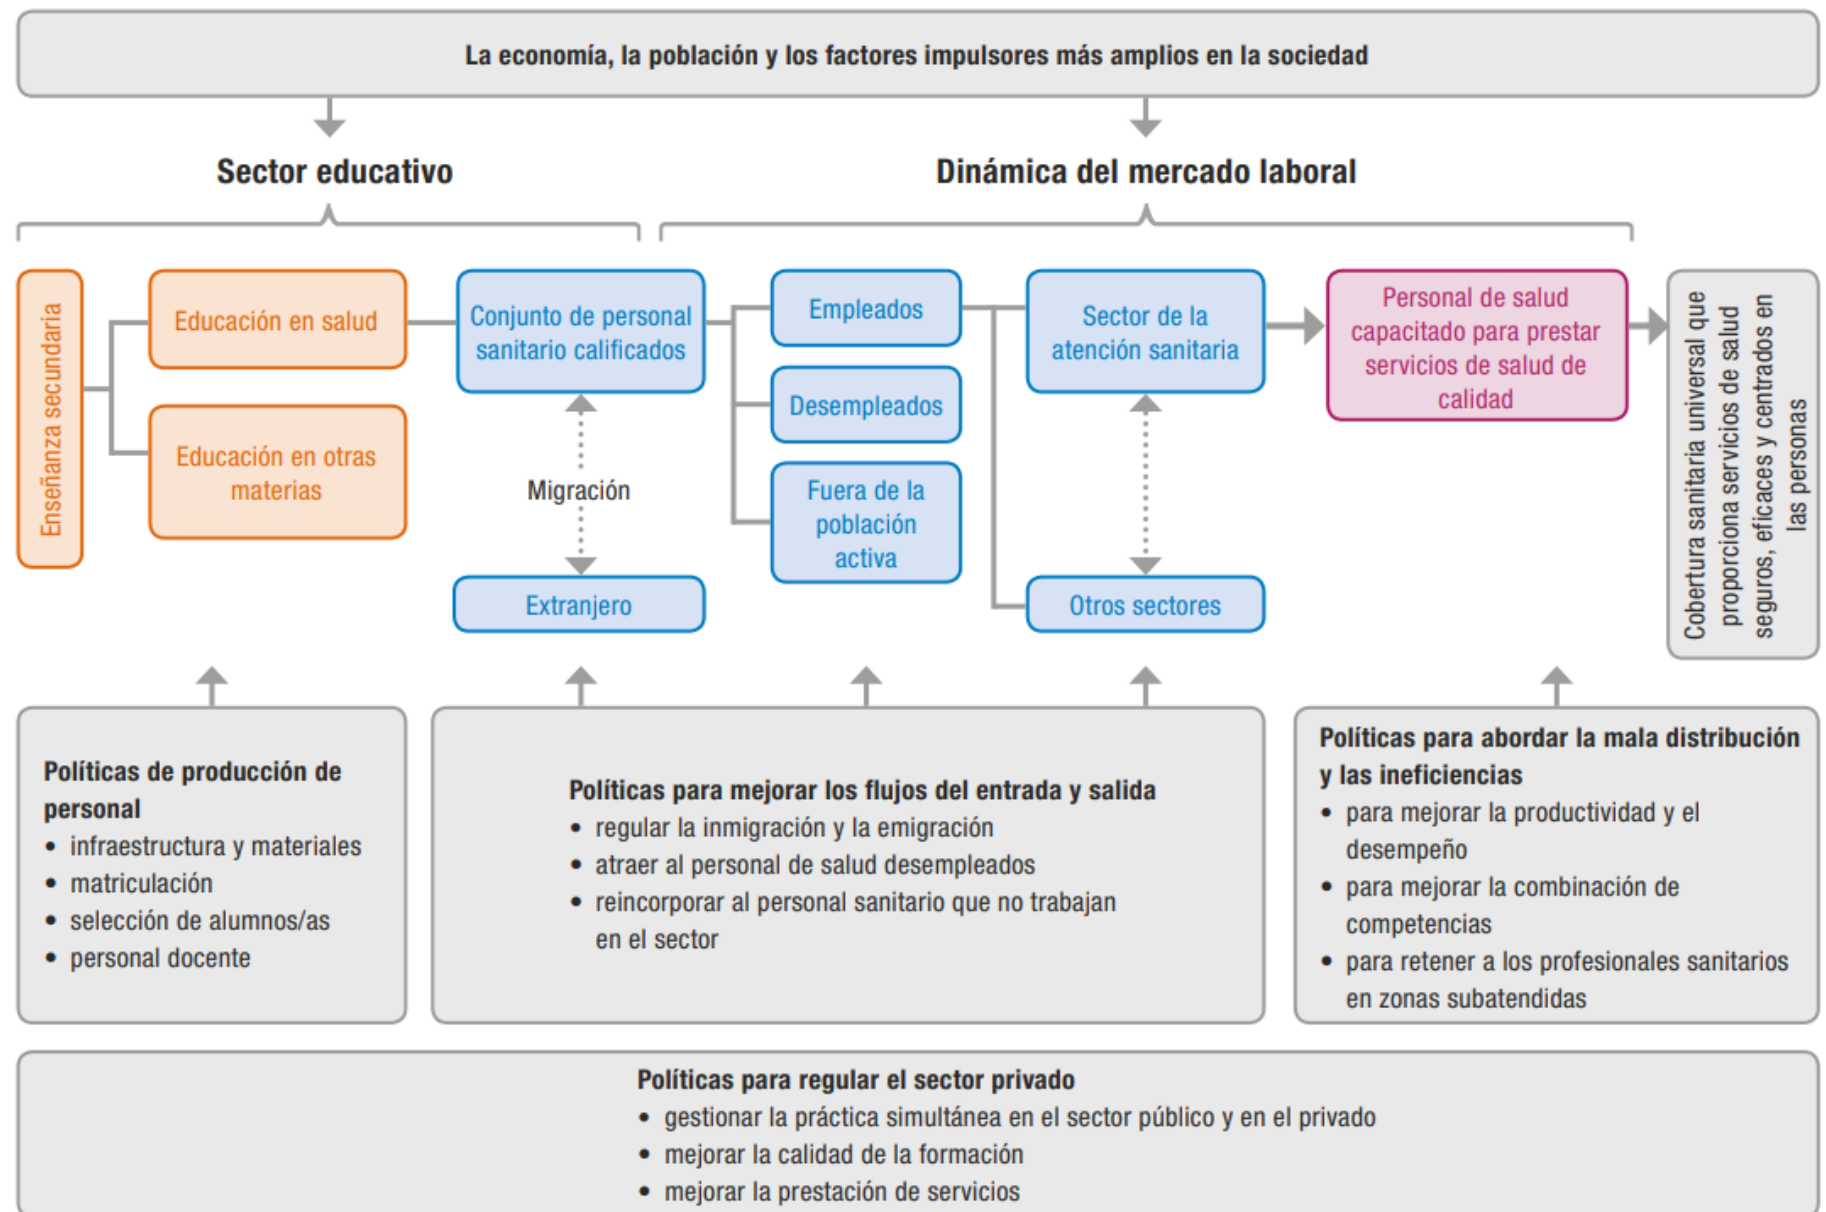 La economía, la población y los factores impulsores más amplios en la sociedad
Sector educativo
Dinámica del mercado laboral
Enseñanza secundaria
Educación en salud
Educación en otras
materias
Conjunto de personal
sanitario calificados
Migración
Extranjero
Empleados
Desempleados
Fuera de la
población
activa
Sector de la
atención sanitaria
Otros sectores
Personal de salud
capacitado para prestar
servicios de salud de
calidad
Cobertura sanitaria universal que
proporciona servicios de salud
seguros, eficaces y centrados en
las personas
Políticas de producción de
personal
• infraestructura y materiales
• matriculación
• selección de alumnos/as
• personal docente
Políticas para mejorar los flujos del entrada y salida
• regular la inmigración y la emigración
• atraer al personal de salud desempleados
• reincorporar al personal sanitario que no trabajan
en el sector
Políticas para abordar la mala distribución
y las ineficiencias
• para mejorar la productividad y el
desempeño
• para mejorar la combinación de
competencias
• para retener a los profesionales sanitarios
en zonas subatendidas
Políticas para regular el sector privado
• gestionar la práctica simultánea en el sector público y en el privado
• mejorar la calidad de la formación
• mejorar la prestación de servicios